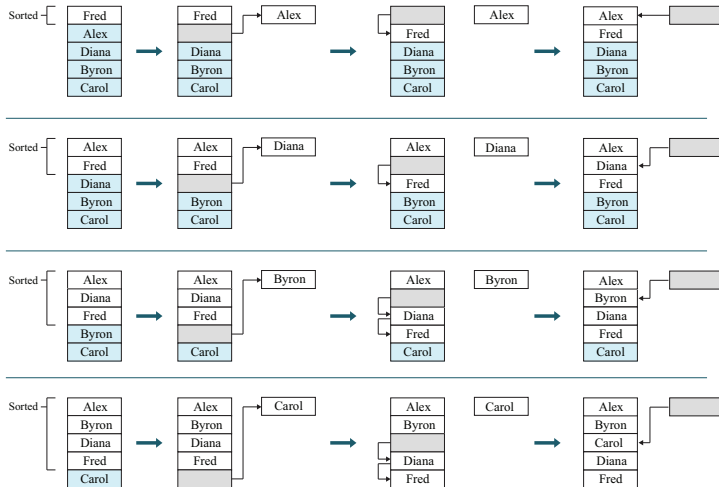 Sorted Fred Fred Alex Alex Alex
Alex Fred Fred
Diana Diana Diana Diana
Byron Byron Byron Byron
Carol Carol Carol Carol
Sorted Alex Alex Diana Alex Diana Alex
Fred Fred Diana
Diana Fred Fred
Byron Byron Byron Byron
Carol Carol Carol Carol
Sorted Alex Alex Byron Alex Byron Alex
Diana Diana Byron
Fred Fred Diana Diana
Byron Fred Fred
Carol Carol Carol Carol
Sorted Alex Alex Carol Alex Carol Alex
Byron Byron Byron Byron
Diana Diana Carol
Fred Fred Diana Diana
Carol Fred Fred